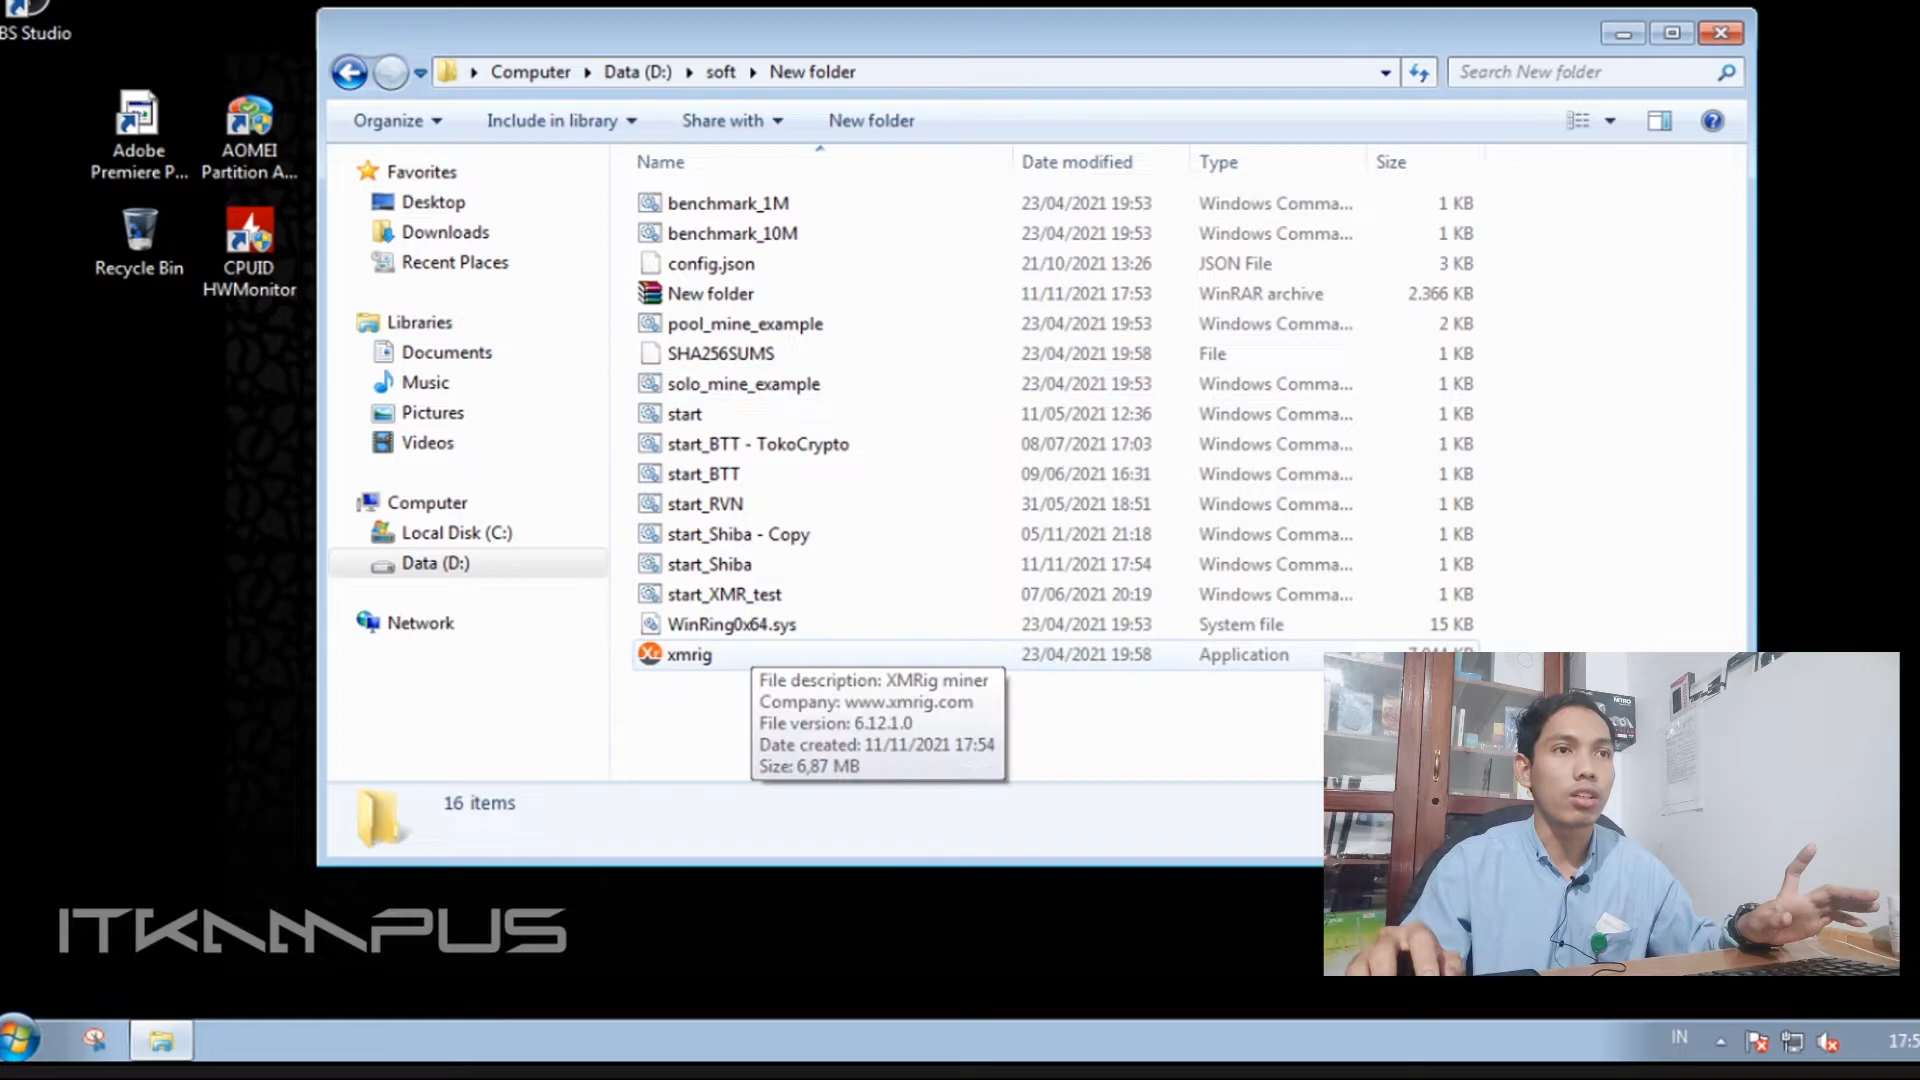 BS Studio
Adobe
Premiere P...
AOMEI
Partition A...
Recycle Bin
CPUID
HWMonitor
Computer
Data (D:)
soft
New folder
Search New folder
Organize
Include in library
Share with
New folder
Favorites
Desktop
Downloads
Recent Places
Libraries
Documents
Music
Pictures
Videos
Computer
Local Disk (C:)
Data (D:)
Network
Name Date modified Type Size
benchmark_1M 23/04/2021 19:53 Windows Comma... 1 KB
benchmark_10M 23/04/2021 19:53 Windows Comma... 1 KB
config.json 21/10/2021 13:26 JSON File 3 KB
New folder 11/11/2021 17:53 WinRAR archive 2.366 KB
pool_mine_example 23/04/2021 19:53 Windows Comma... 2 KB
SHA256SUMS 23/04/2021 19:58 File 1 KB
solo_mine_example 23/04/2021 19:53 Windows Comma... 1 KB
start 11/05/2021 12:36 Windows Comma... 1 KB
start_BTT - TokoCrypto 08/07/2021 17:03 Windows Comma... 1 KB
start_BTT 09/06/2021 16:31 Windows Comma... 1 KB
start_RVN 31/05/2021 18:51 Windows Comma... 1 KB
start_Shiba - Copy 05/11/2021 21:18 Windows Comma... 1 KB
start_Shiba 11/11/2021 17:54 Windows Comma... 1 KB
start_XMR_test 07/06/2021 20:19 Windows Comma... 1 KB
WinRing0x64.sys 23/04/2021 19:53 System file 15 KB
xmrig 23/04/2021 19:58 Application
File description: XMRig miner
Company: www.xmrig.com
File version: 6.12.1.0
Date created: 11/11/2021 17:54
Size: 6,87 MB
16 items
ITKAMPUS
IN
17:5